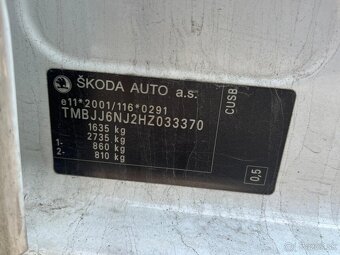 ŠKODA AUTO a.s.
e11*2001/116*0291
TMBJJ6NJ2HZ033370
1635 kg
2735 kg
1- 860 kg
2- 810 kg
CUSB
0,5